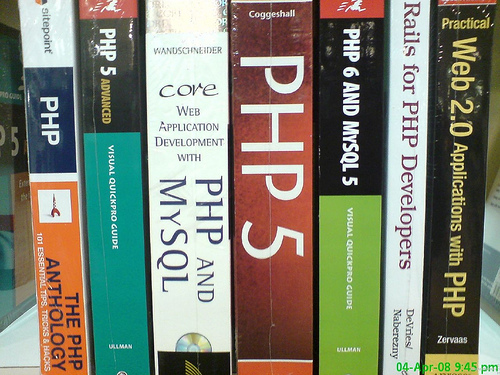 sitepoint
PHP
THE PHP
ANTHOLOGY
101 ESSENTIAL TIPS, TRICKS & HACKS
PHP 5 ADVANCED
VISUAL QUICKPRO GUIDE
ULLMAN
WANDSCHNEIDER
core
WEB
APPLICATION
DEVELOPMENT
WITH
PHP AND
MYSQL
Coggeshall
PHP 5
PHP 6 AND MYSQL 5
VISUAL QUICKPRO GUIDE
ULLMAN
Rails for PHP Developers
DeVries/
Naberezny
Practical
Web 2.0 Applications with PHP
Zervaas
04-Apr-08 9:45 pm